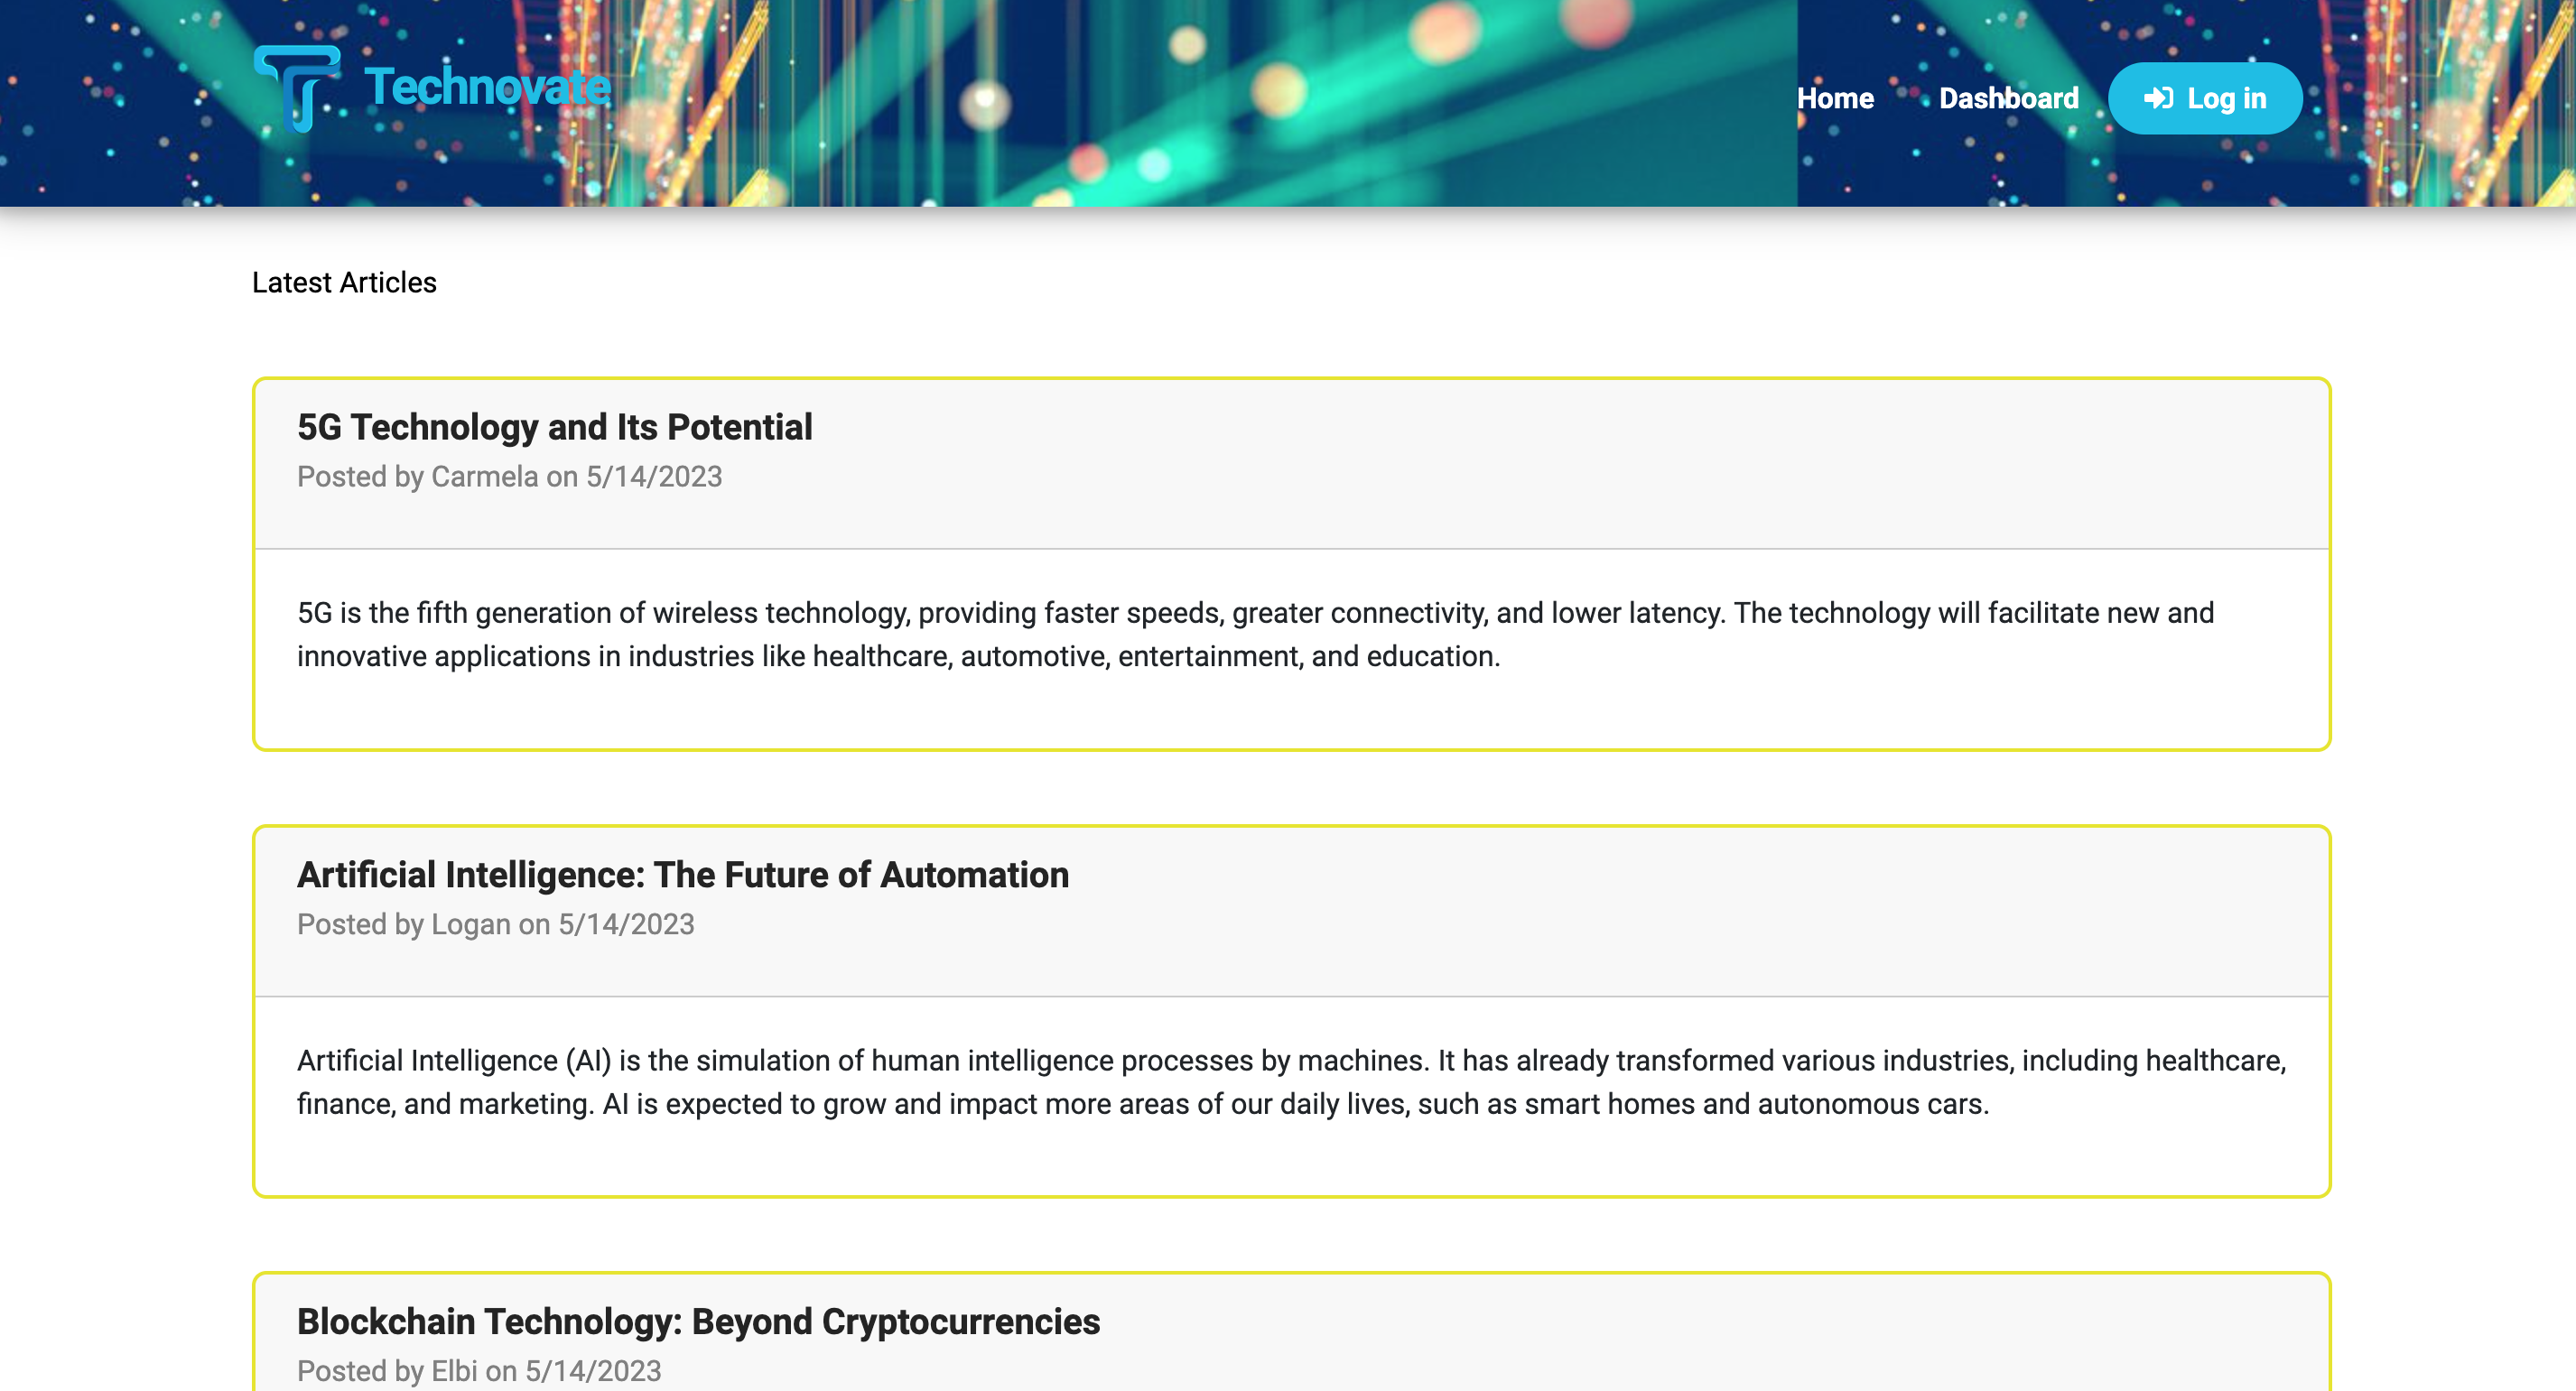 Technovate
Home Dashboard Log in
Latest Articles
5G Technology and Its Potential
Posted by Carmela on 5/14/2023
5G is the fifth generation of wireless technology, providing faster speeds, greater connectivity, and lower latency. The technology will facilitate new and
innovative applications in industries like healthcare, automotive, entertainment, and education.
Artificial Intelligence: The Future of Automation
Posted by Logan on 5/14/2023
Artificial Intelligence (AI) is the simulation of human intelligence processes by machines. It has already transformed various industries, including healthcare,
finance, and marketing. AI is expected to grow and impact more areas of our daily lives, such as smart homes and autonomous cars.
Blockchain Technology: Beyond Cryptocurrencies
Posted by Elbi on 5/14/2023